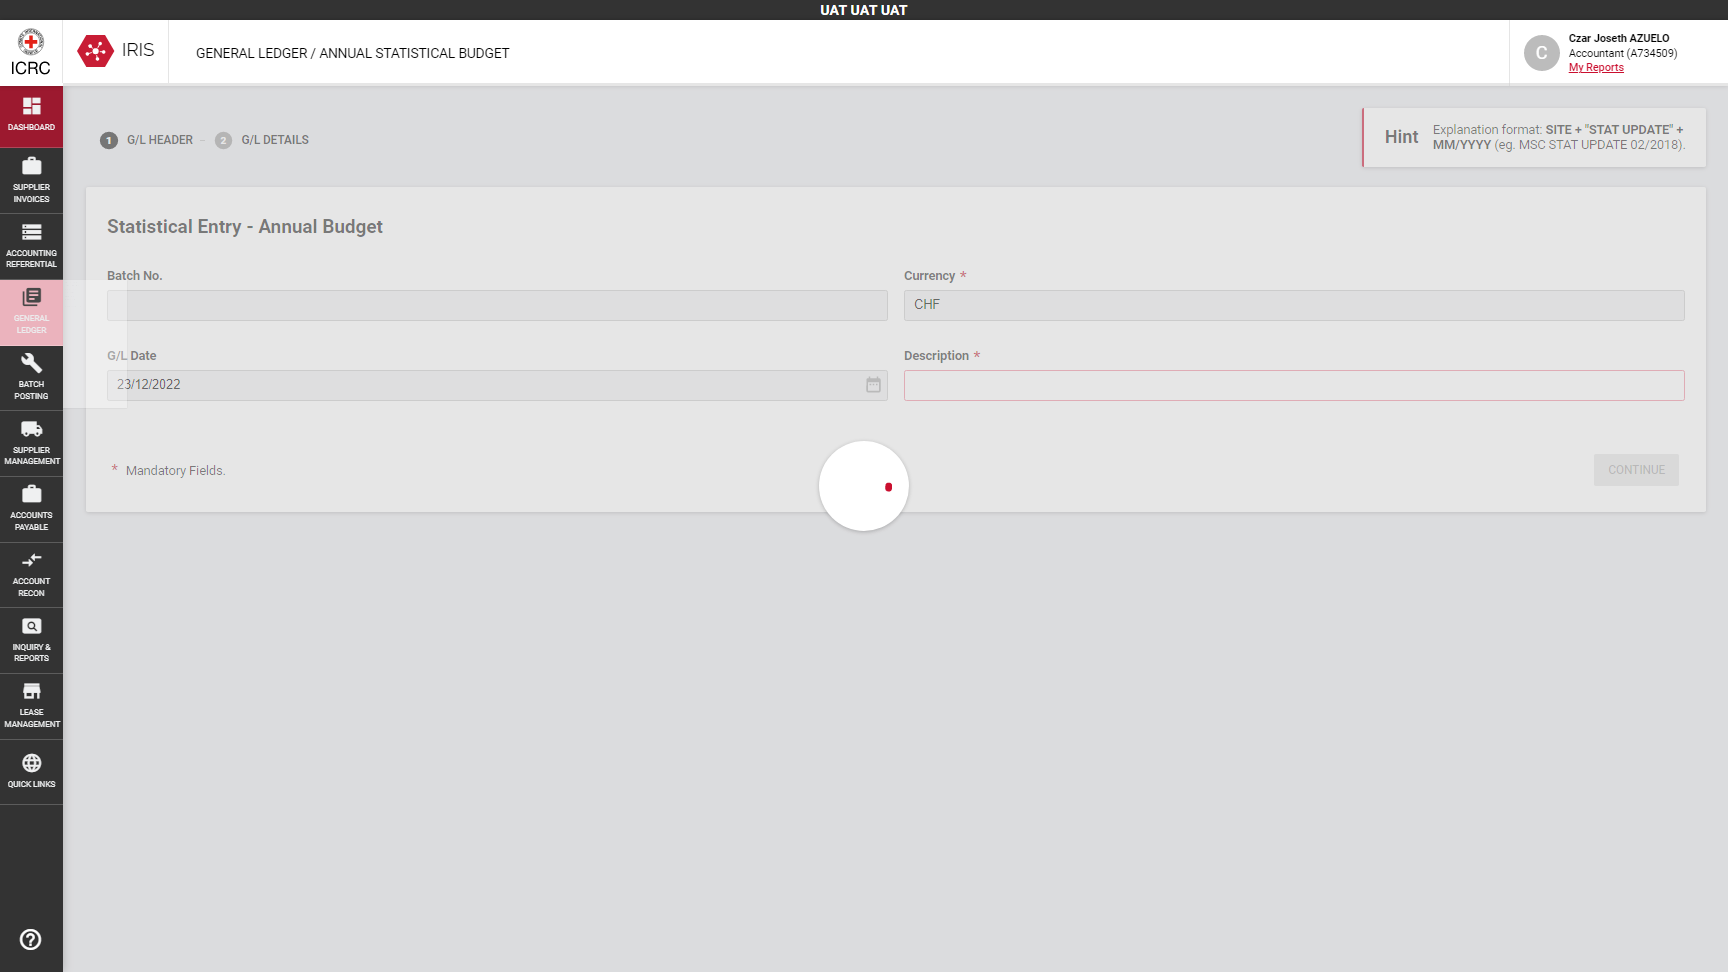 UAT UAT UAT
ICRC
IRIS
GENERAL LEDGER / ANNUAL STATISTICAL BUDGET
C
Czar Joseth AZUELO
Accountant (A734509)
My Reports
DASHBOARD
SUPPLIER
INVOICES
ACCOUNTING
REFERENTIAL
GENERAL
LEDGER
BATCH
POSTING
SUPPLIER
MANAGEMENT
ACCOUNTS
PAYABLE
ACCOUNT
RECON
INQUIRY &
REPORTS
LEASE
MANAGEMENT
QUICK LINKS
1 G/L HEADER - 2 G/L DETAILS
Hint
Explanation format: SITE + "STAT UPDATE" +
MM/YYYY (eg. MSC STAT UPDATE 02/2018).
Statistical Entry - Annual Budget
Batch No.
Currency *
CHF
G/L Date
23/12/2022
Description *
* Mandatory Fields.
CONTINUE